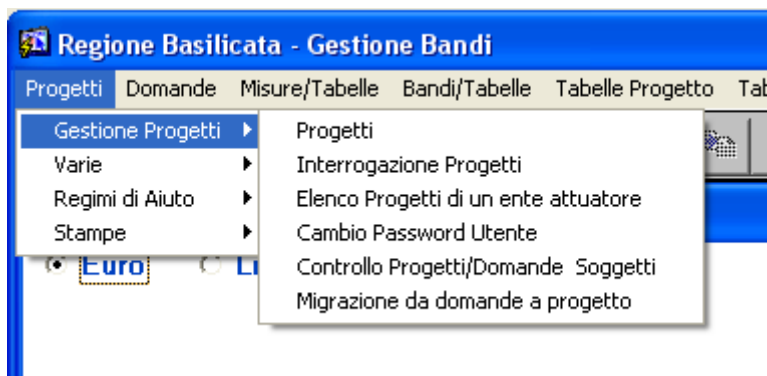 Regione Basilicata - Gestione Bandi
Progetti Domande Misure/Tabelle Bandi/Tabelle Tabelle Progetto
Gestione Progetti
Varie
Regimi di Aiuto
Stampe
Progetti
Interrogazione Progetti
Elenco Progetti di un ente attuatore
Cambio Password Utente
Controllo Progetti/Domande Soggetti
Migrazione da domande a progetto
Euro